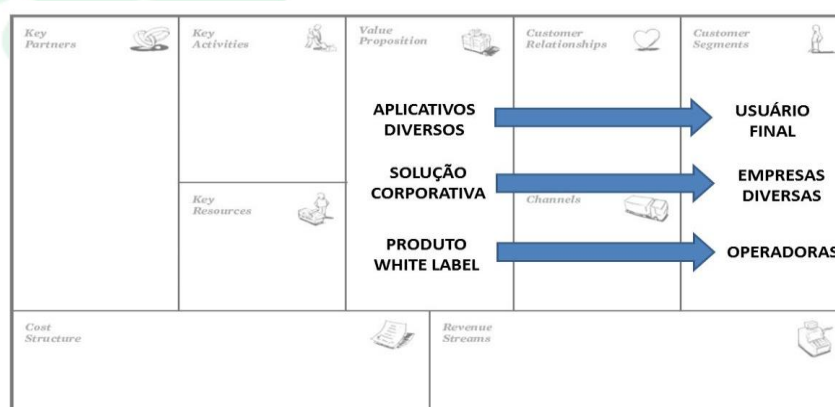 Key
Partners
Key
Activities
Value
Proposition
Customer
Relationships
Customer
Segments
APLICATIVOS
DIVERSOS
USUÁRIO
FINAL
SOLUÇÃO
CORPORATIVA
EMPRESAS
DIVERSAS
Key
Resources
Channels
PRODUTO
WHITE LABEL
OPERADORAS
Cost
Structure
Revenue
Streams